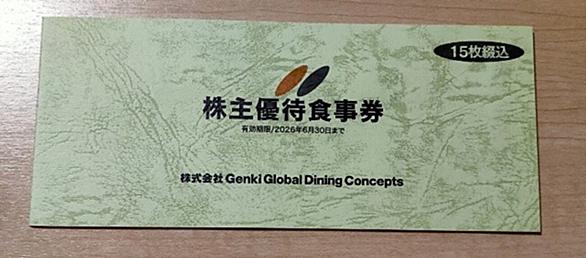 15枚綴込
株主優待食事券
有効期限/2026年6月30日まで
株式会社 Genki Global Dining Concepts